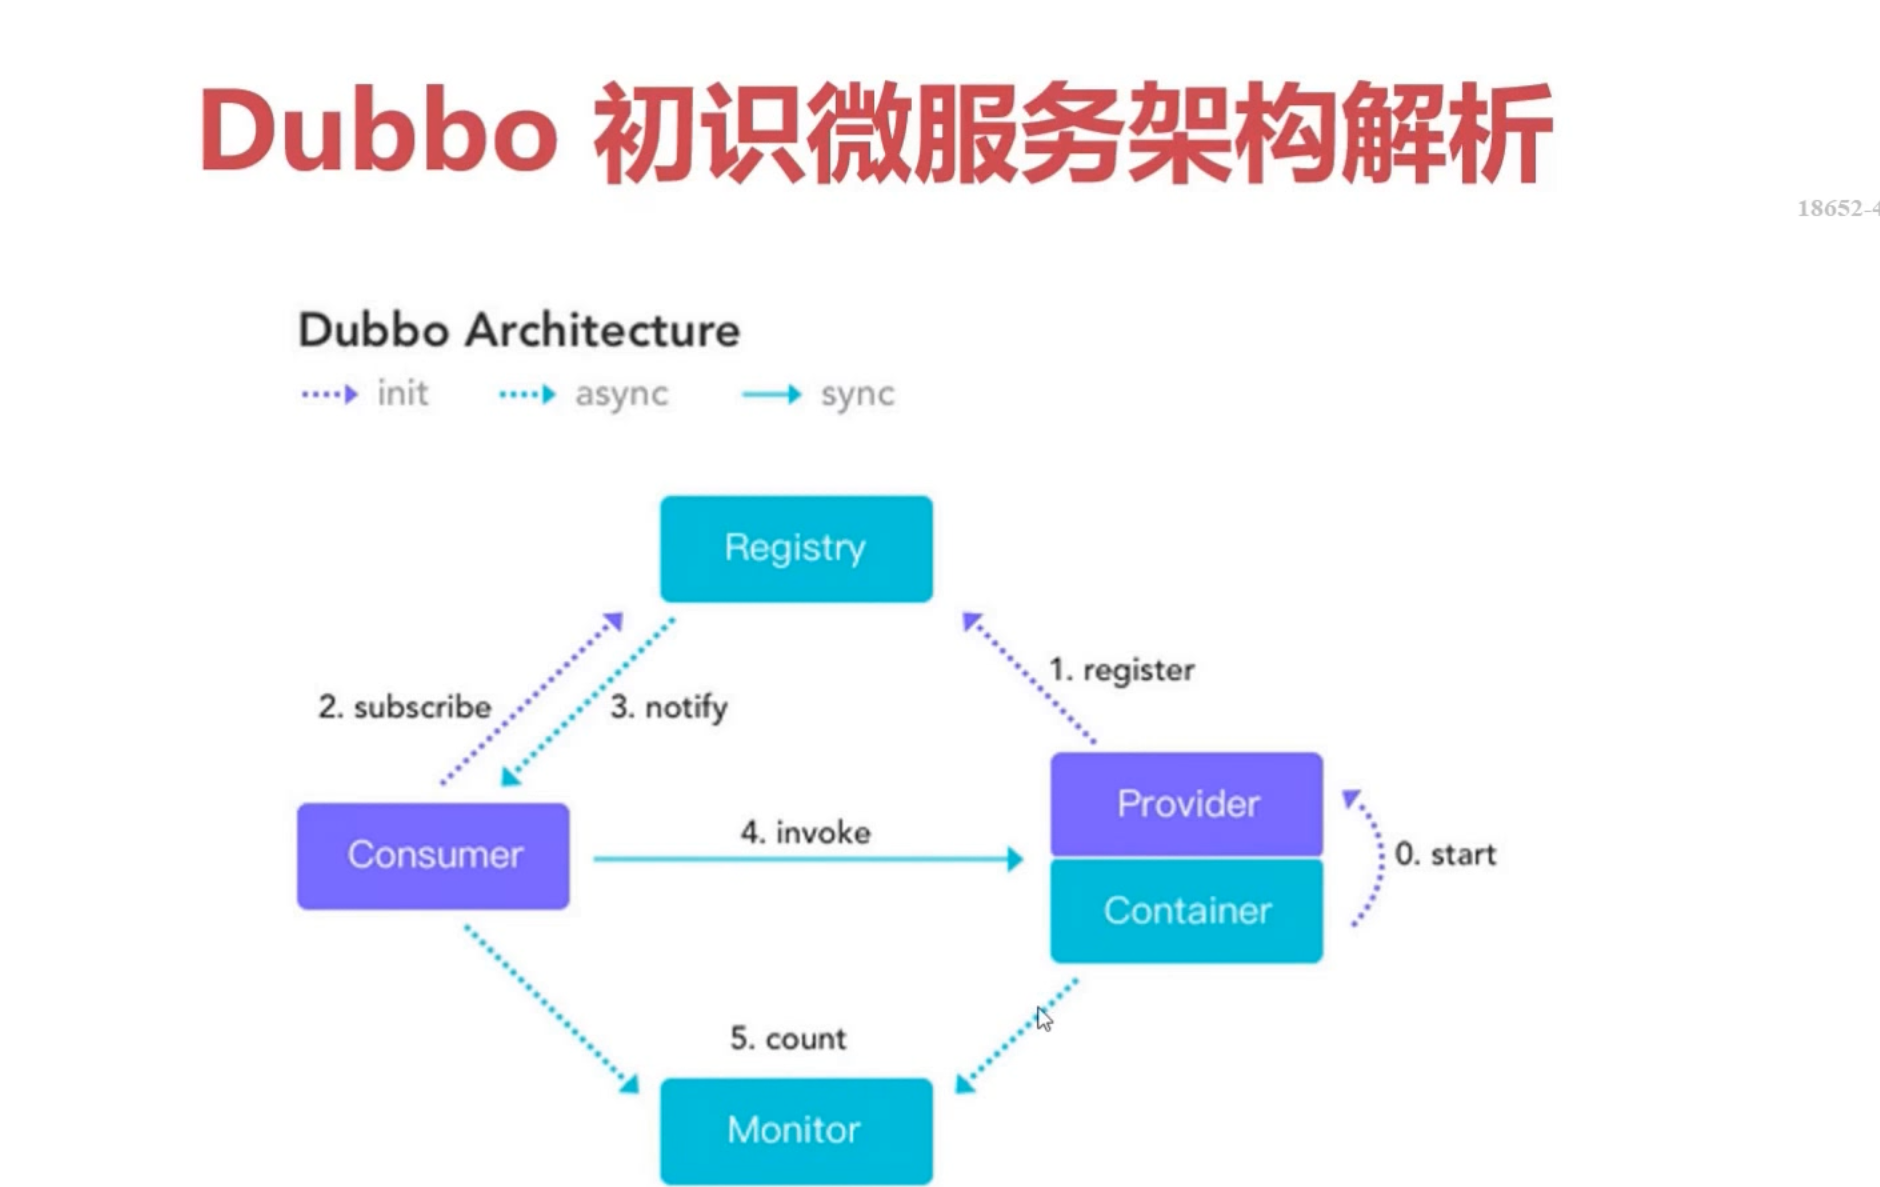 Dubbo 初识微服务架构解析
18652-4
Dubbo Architecture
init async sync
Registry
1. register
2. subscribe 3. notify
Provider
4. invoke
Consumer
0. start
Container
5. count
Monitor